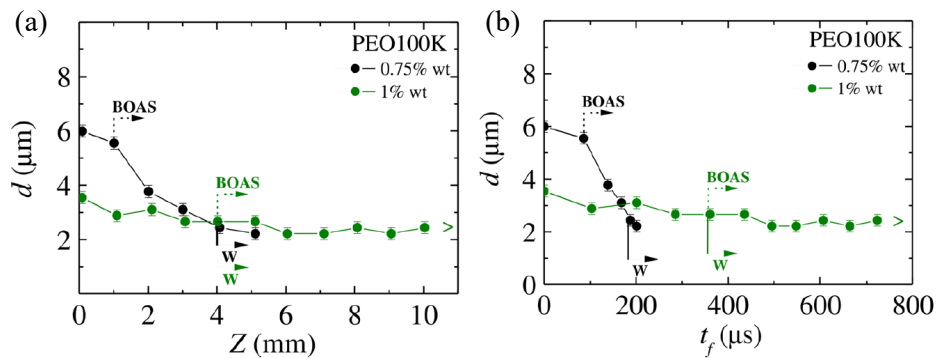 (a)
PEO100K
0.75% wt
1% wt
BOAS
BOAS
W
W
d (μm)
8
6
4
2
0 2 4 6 8 10
Z (mm)
(b)
PEO100K
0.75% wt
1% wt
BOAS
BOAS
W
W
d (μm)
8
6
4
2
0
0 200 400 600 800
t_f (μs)